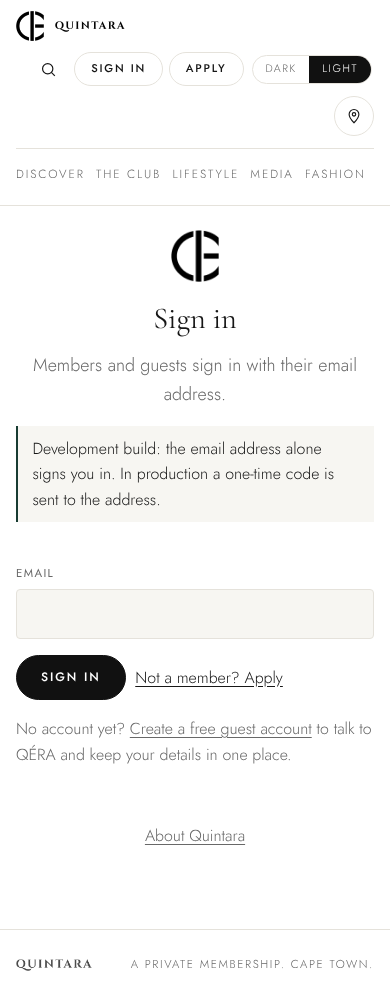 QUINTARA
SIGN IN
APPLY
DARK
LIGHT
DISCOVER THE CLUB LIFESTYLE MEDIA FASHION
Sign in
Members and guests sign in with their email
address.
Development build: the email address alone
signs you in. In production a one-time code is
sent to the address.
EMAIL
SIGN IN
Not a member? Apply
No account yet? Create a free guest account to talk to
QÉRA and keep your details in one place.
About Quintara
QUINTARA
A PRIVATE MEMBERSHIP. CAPE TOWN.